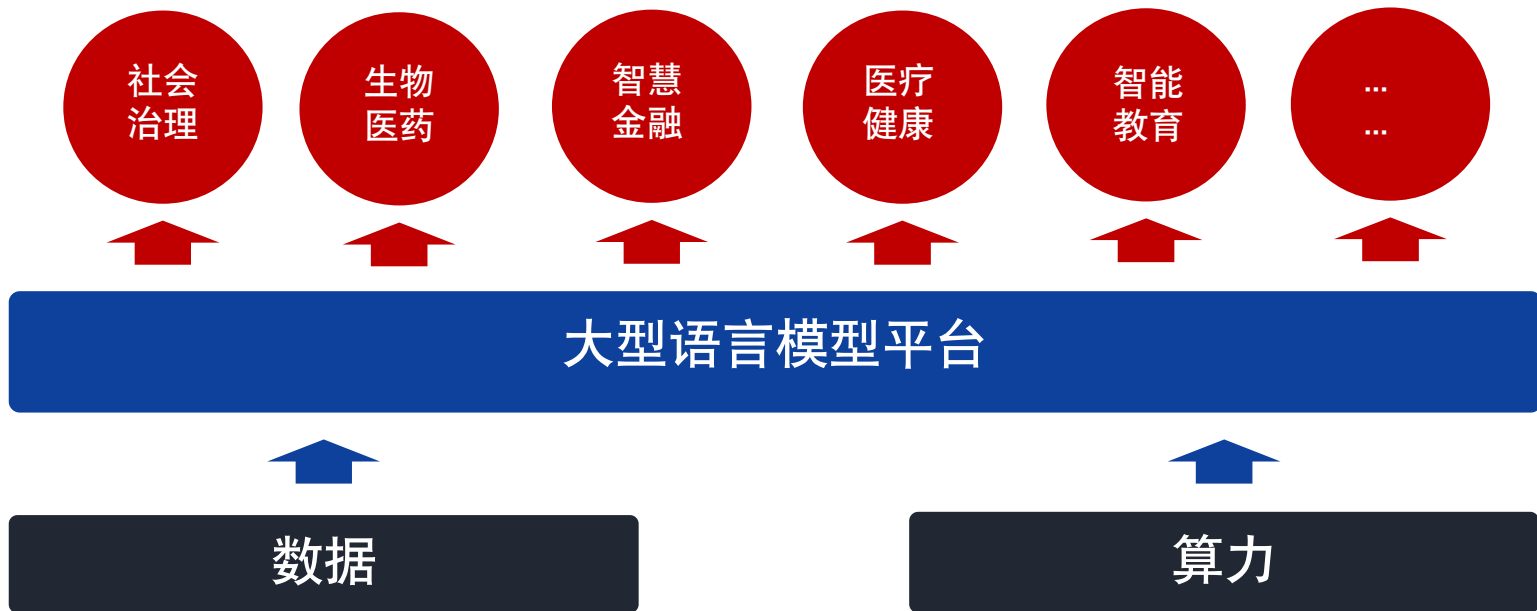 社会
治理
生物
医药
智慧
金融
医疗
健康
智能
教育
...
...
大型语言模型平台
数据
算力